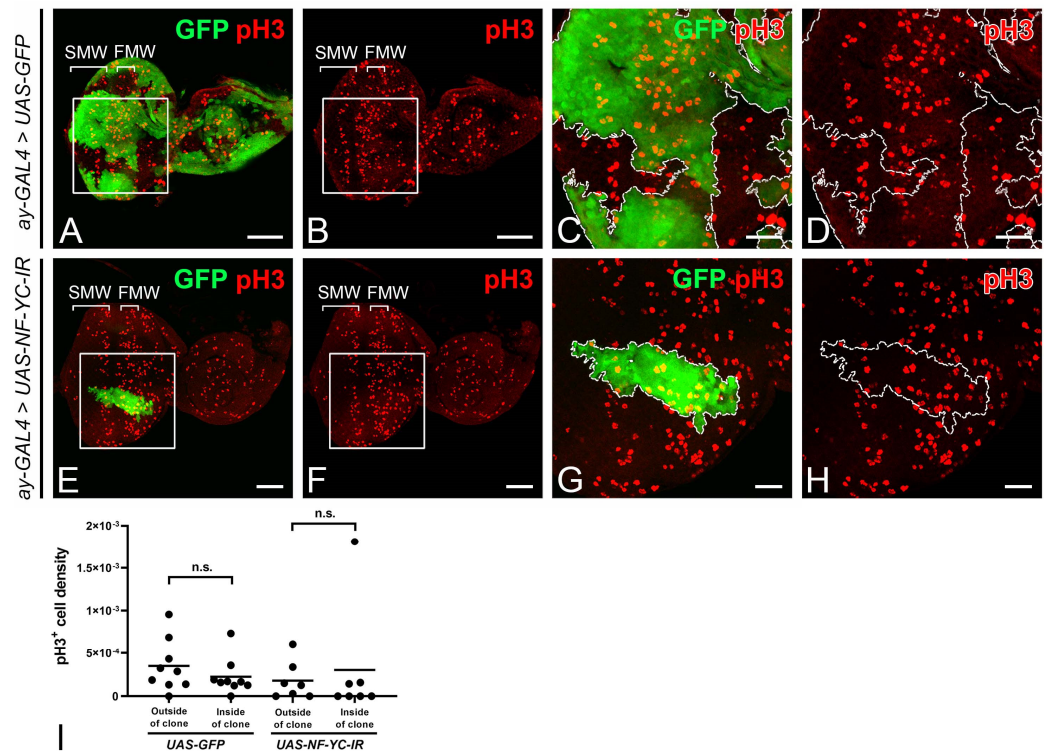 ay-GAL4 > UAS-GFP
GFP pH3
SMW FMW
A
pH3
SMW FMW
B
GFP pH3
C
pH3
D
ay-GAL4 > UAS-NF-YC-IR
GFP pH3
SMW FMW
E
pH3
SMW FMW
F
GFP pH3
G
pH3
H
I
pH3⁺ cell density
2×10⁻³
1.5×10⁻³
1×10⁻³
5×10⁻⁴
0
n.s.
n.s.
Outside of clone
Inside of clone
Outside of clone
Inside of clone
UAS-GFP
UAS-NF-YC-IR